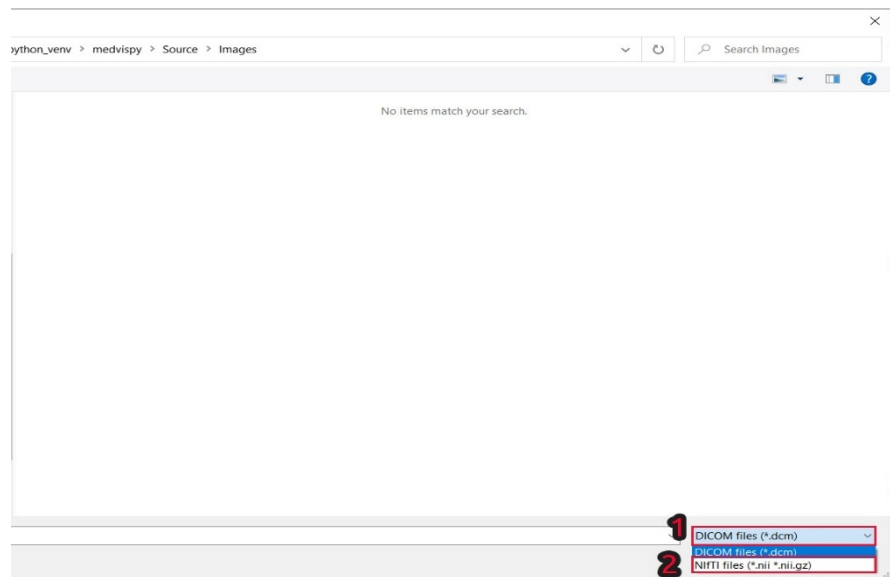 ython_venv > medvispy > Source > Images
Search Images
No items match your search.
1
DICOM files (*.dcm)
DICOM files (*.dcm)
2
NIfTI files (*.nii *.nii.gz)